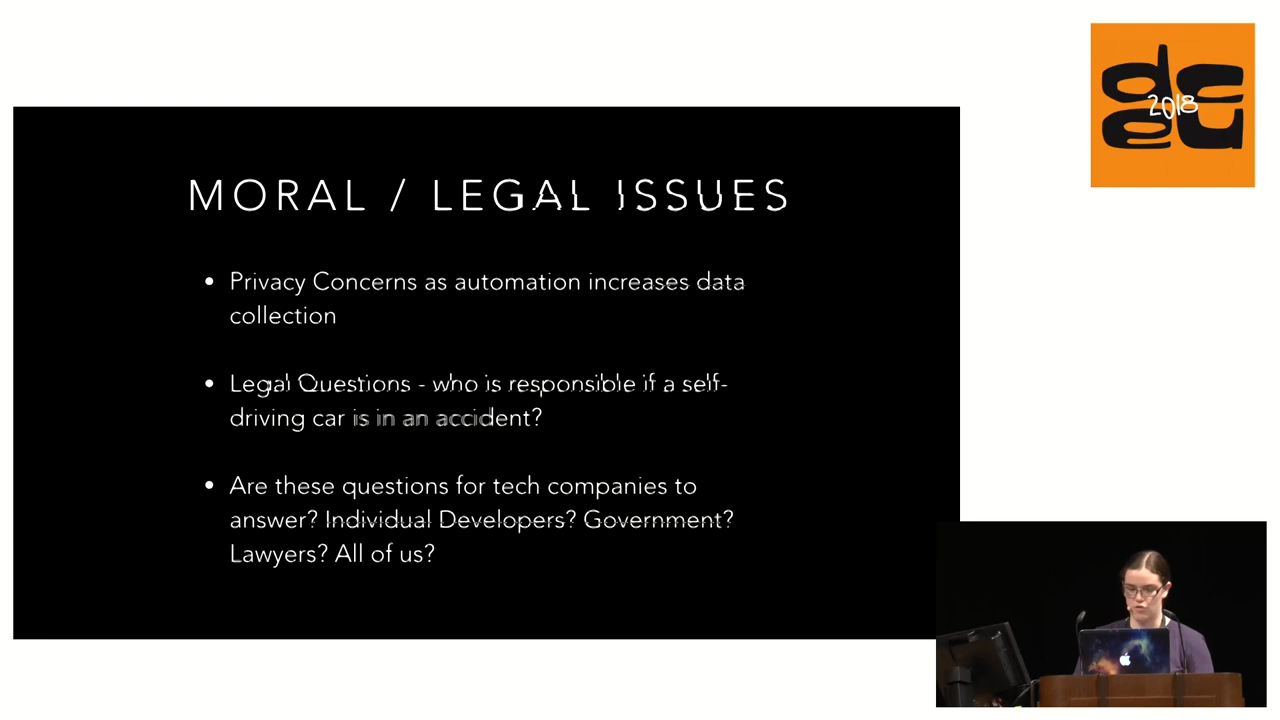 dc
2018
eu
MORAL / LEGAL ISSUES
• Privacy Concerns as automation increases data
collection
• Legal Questions - who is responsible if a self-
driving car is in an accident?
• Are these questions for tech companies to
answer? Individual Developers? Government?
Lawyers? All of us?